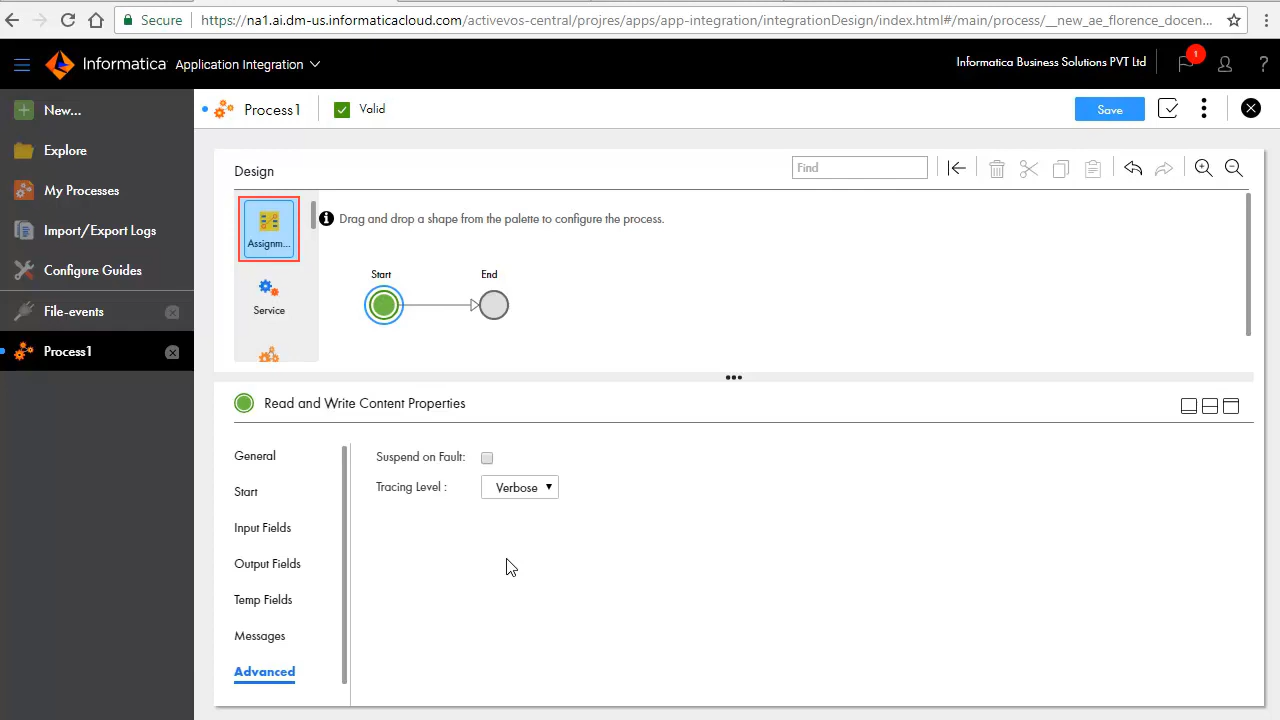 Secure https://na1.ai.dm-us.informaticacloud.com/activevos-central/projres/apps/app-integration/integrationDesign/index.html#/main/process/__new_ae_florence_docen...
Informatica Application Integration
Informatica Business Solutions PVT Ltd
1
?
New...
Explore
My Processes
Import/Export Logs
Configure Guides
File-events
Process1
Process1
Valid
Save
Design
Find
Assignm...
Drag and drop a shape from the palette to configure the process.
Start
End
Service
Read and Write Content Properties
General
Start
Input Fields
Output Fields
Temp Fields
Messages
Advanced
Suspend on Fault:
Tracing Level :
Verbose